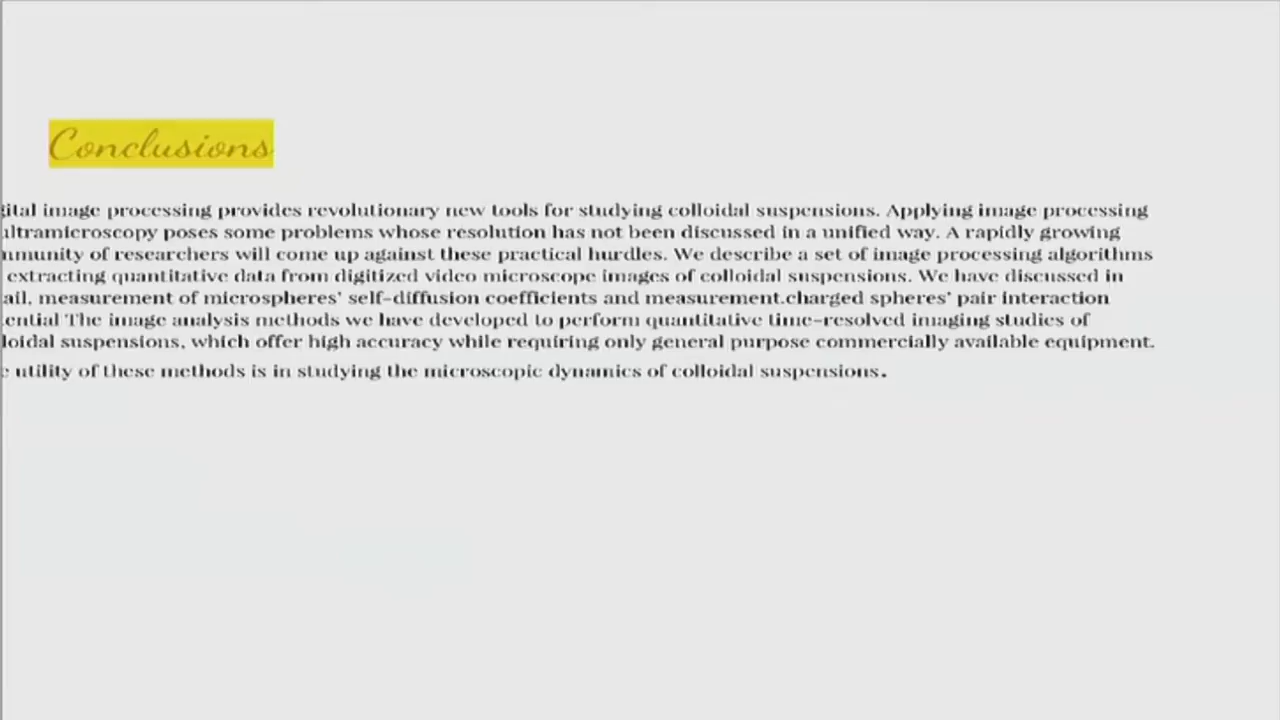 Conclusions
gital image processing provides revolutionary new tools for studying colloidal suspensions. Applying image processing
ultramicroscopy poses some problems whose resolution has not been discussed in a unified way. A rapidly growing
mmunity of researchers will come up against these practical hurdles. We describe a set of image processing algorithms
extracting quantitative data from digitized video microscope images of colloidal suspensions. We have discussed in
ail, measurement of microspheres' self-diffusion coefficients and measurement.charged spheres' pair interaction
ential The image analysis methods we have developed to perform quantitative time-resolved imaging studies of
loidal suspensions, which offer high accuracy while requiring only general purpose commercially available equipment.
e utility of these methods is in studying the microscopic dynamics of colloidal suspensions.